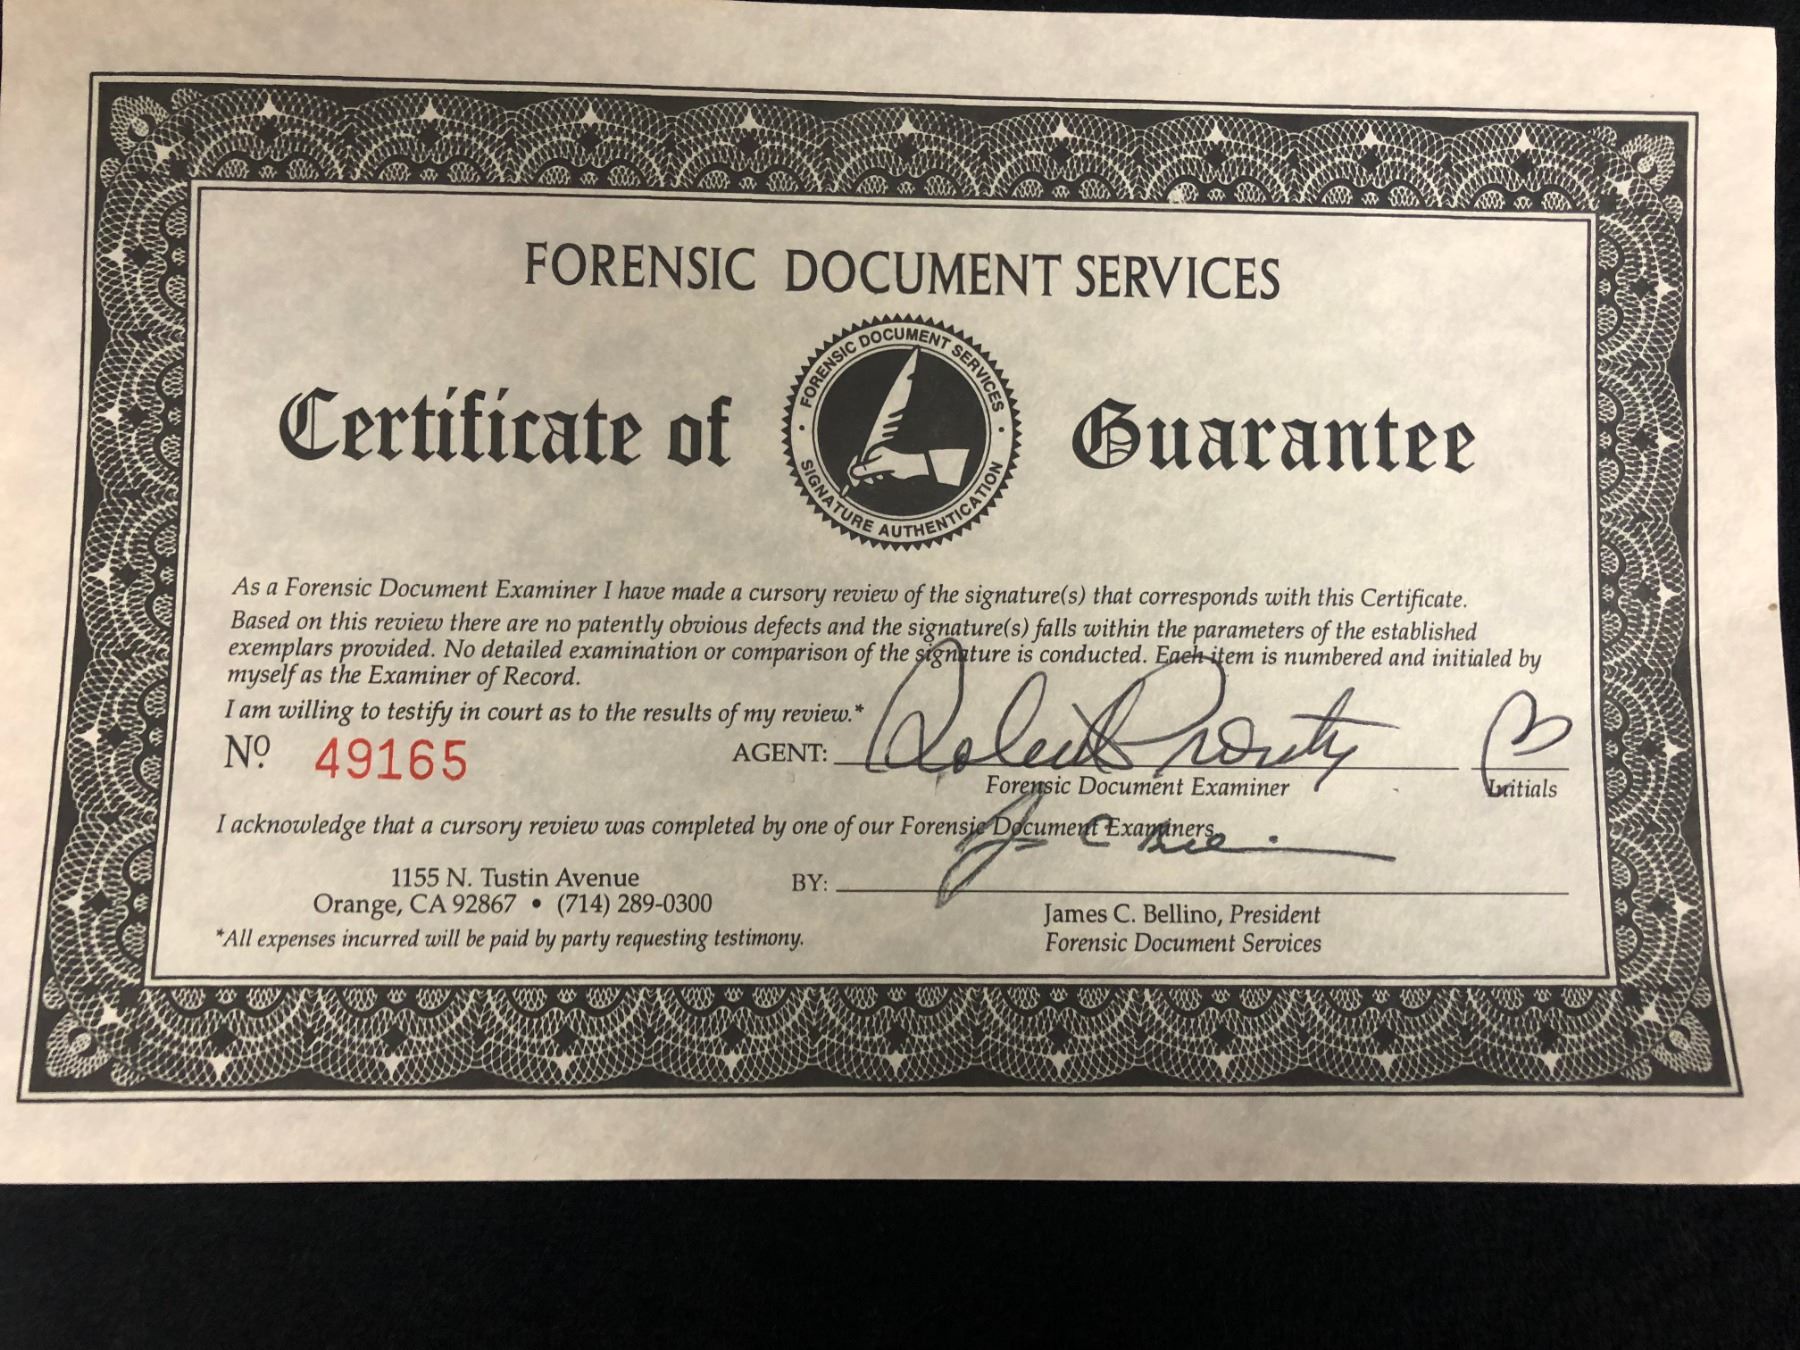 FORENSIC DOCUMENT SERVICES
Certificate of Guarantee
FORENSIC DOCUMENT SERVICES
SIGNATURE AUTHENTICATION
As a Forensic Document Examiner I have made a cursory review of the signature(s) that corresponds with this Certificate.
Based on this review there are no patently obvious defects and the signature(s) falls within the parameters of the established
exemplars provided. No detailed examination or comparison of the signature is conducted. Each item is numbered and initialed by
myself as the Examiner of Record.
I am willing to testify in court as to the results of my review.*
Nº 49165
AGENT: Robert Prouty
Forensic Document Examiner
Initials
I acknowledge that a cursory review was completed by one of our Forensic Document Examiners
1155 N. Tustin Avenue
Orange, CA 92867 • (714) 289-0300
BY:
James C. Bellino, President
Forensic Document Services
*All expenses incurred will be paid by party requesting testimony.